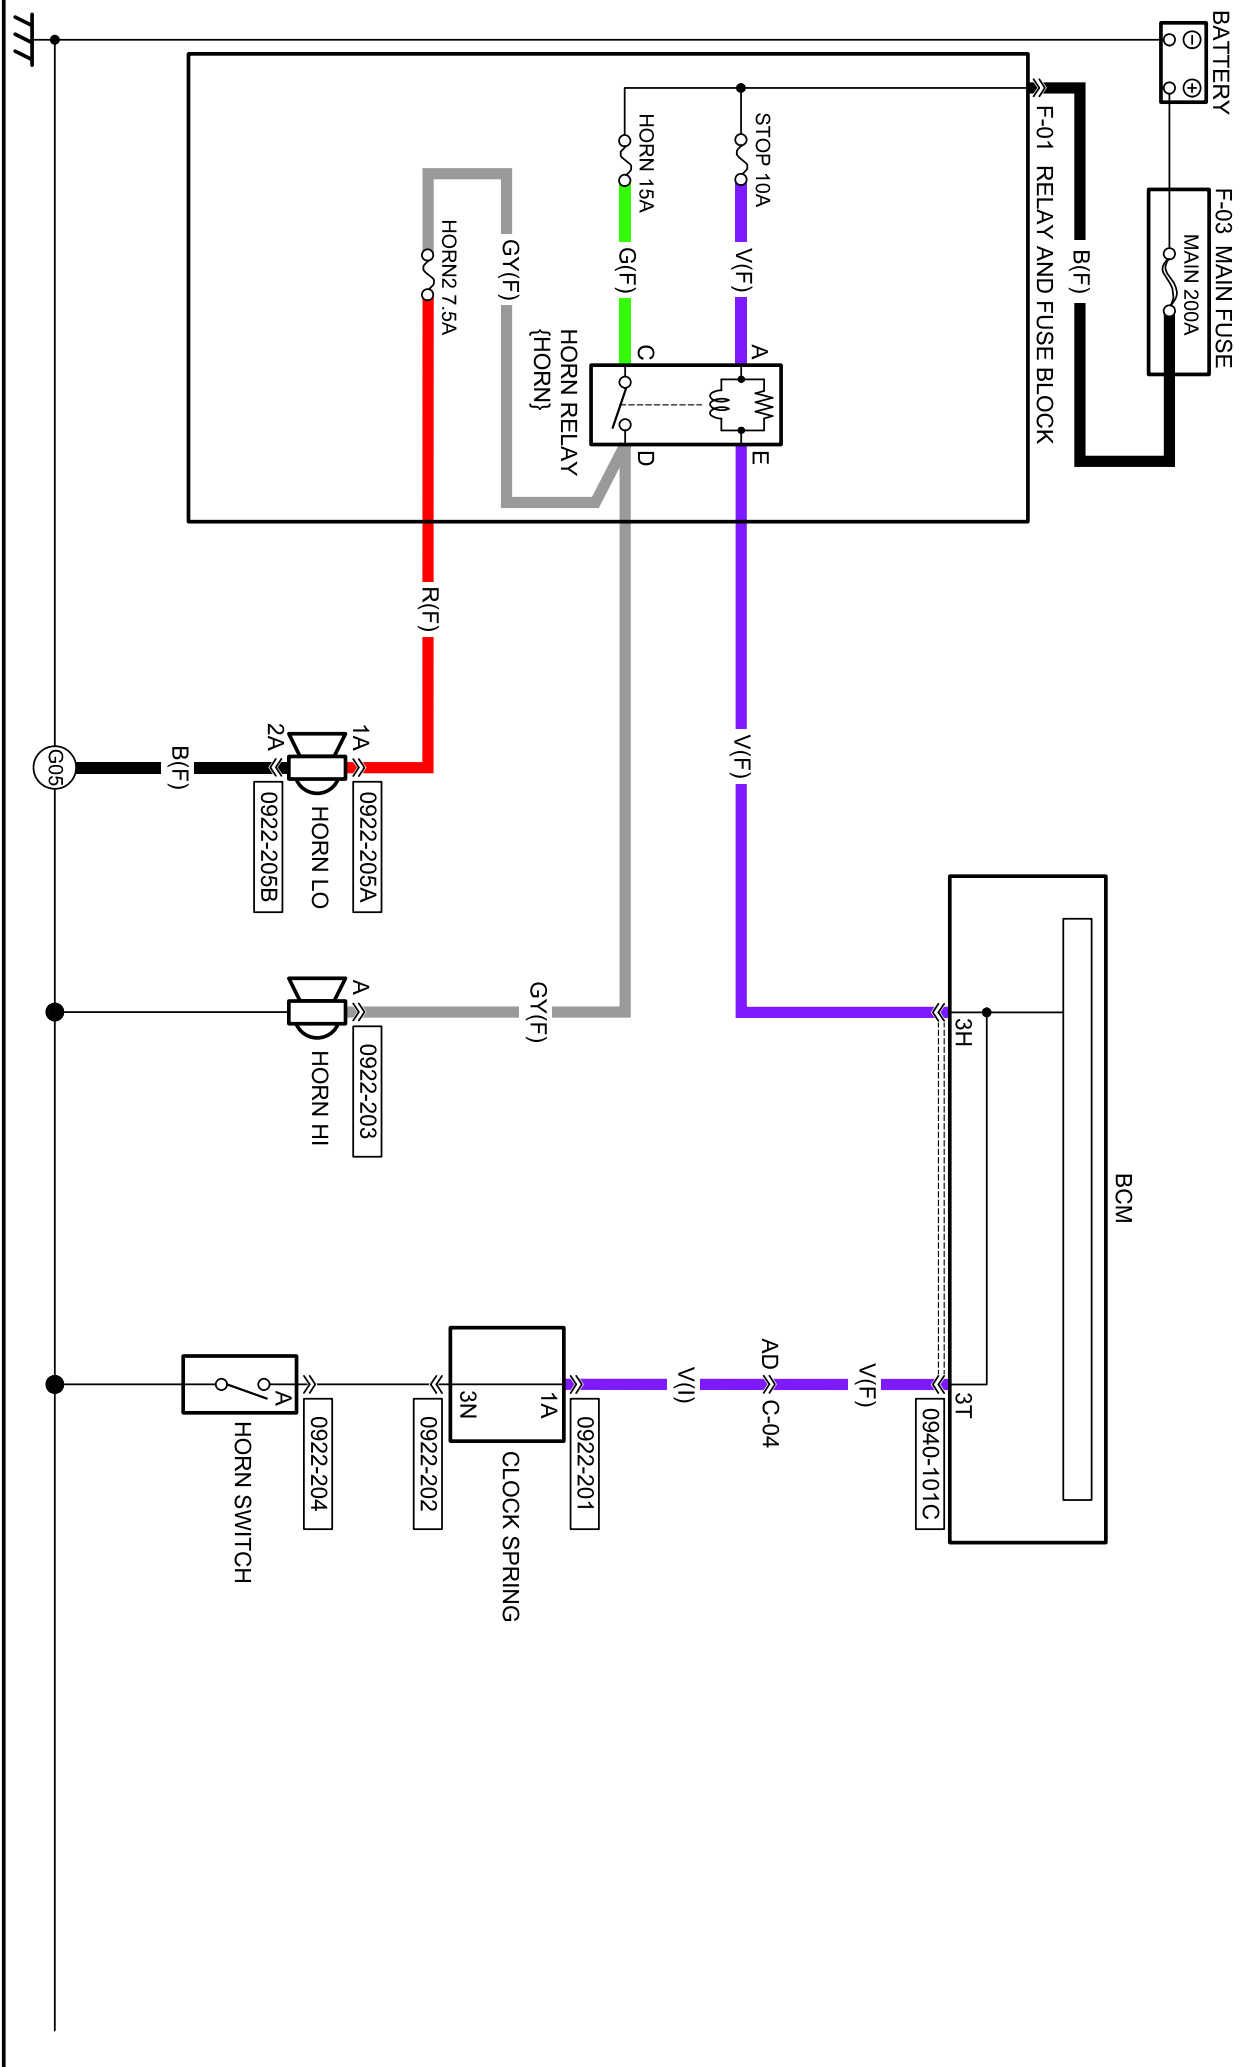 BATTERY
−
+
F-03 MAIN FUSE
MAIN 200A
B(F)
F-01 RELAY AND FUSE BLOCK
STOP 10A
V(F)
A
E
HORN 15A
G(F)
C
D
HORN RELAY
{HORN}
GY(F)
HORN2 7.5A
R(F)
V(F)
BCM
3H
3T
0940-101C
V(F)
AD C-04
V(I)
0922-201
1A
CLOCK SPRING
3N
0922-202
0922-204
A
HORN SWITCH
GY(F)
A
0922-203
HORN HI
1A
0922-205A
HORN LO
2A
0922-205B
B(F)
G05